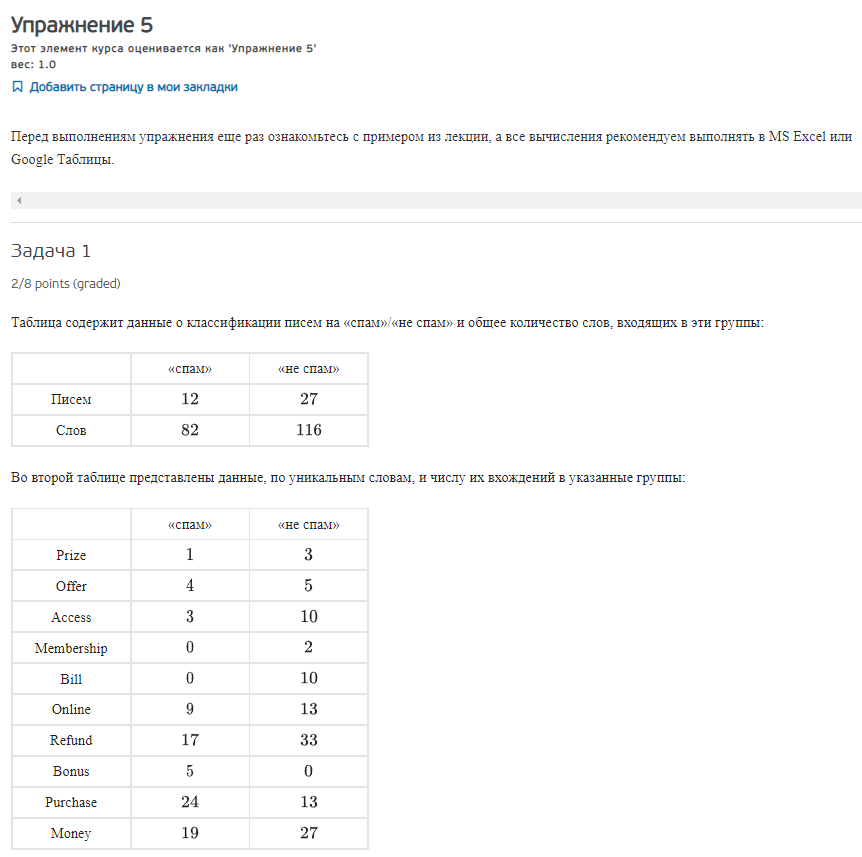 Упражнение 5
Этот элемент курса оценивается как 'Упражнение 5'
вес: 1.0
Добавить страницу в мои закладки
Перед выполнениям упражнения еще раз ознакомьтесь с примером из лекции, а все вычисления рекомендуем выполнять в MS Excel или
Google Таблицы.
Задача 1
2/8 points (graded)
Таблица содержит данные о классификации писем на «спам»/«не спам» и общее количество слов, входящих в эти группы:
«спам» «не спам»
Писем 12 27
Слов 82 116
Во второй таблице представлены данные, по уникальным словам, и числу их вхождений в указанные группы:
«спам» «не спам»
Prize 1 3
Offer 4 5
Access 3 10
Membership 0 2
Bill 0 10
Online 9 13
Refund 17 33
Bonus 5 0
Purchase 24 13
Money 19 27